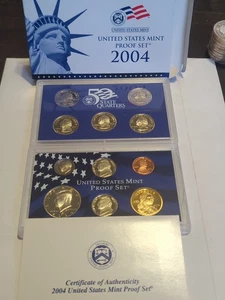 UNITED STATES MINT
UNITED STATES MINT
PROOF SET®
2004
50
STATE
QUARTERS
UNITED STATES MINT
PROOF SET®
Certificate of Authenticity
2004 United States Mint Proof Set®